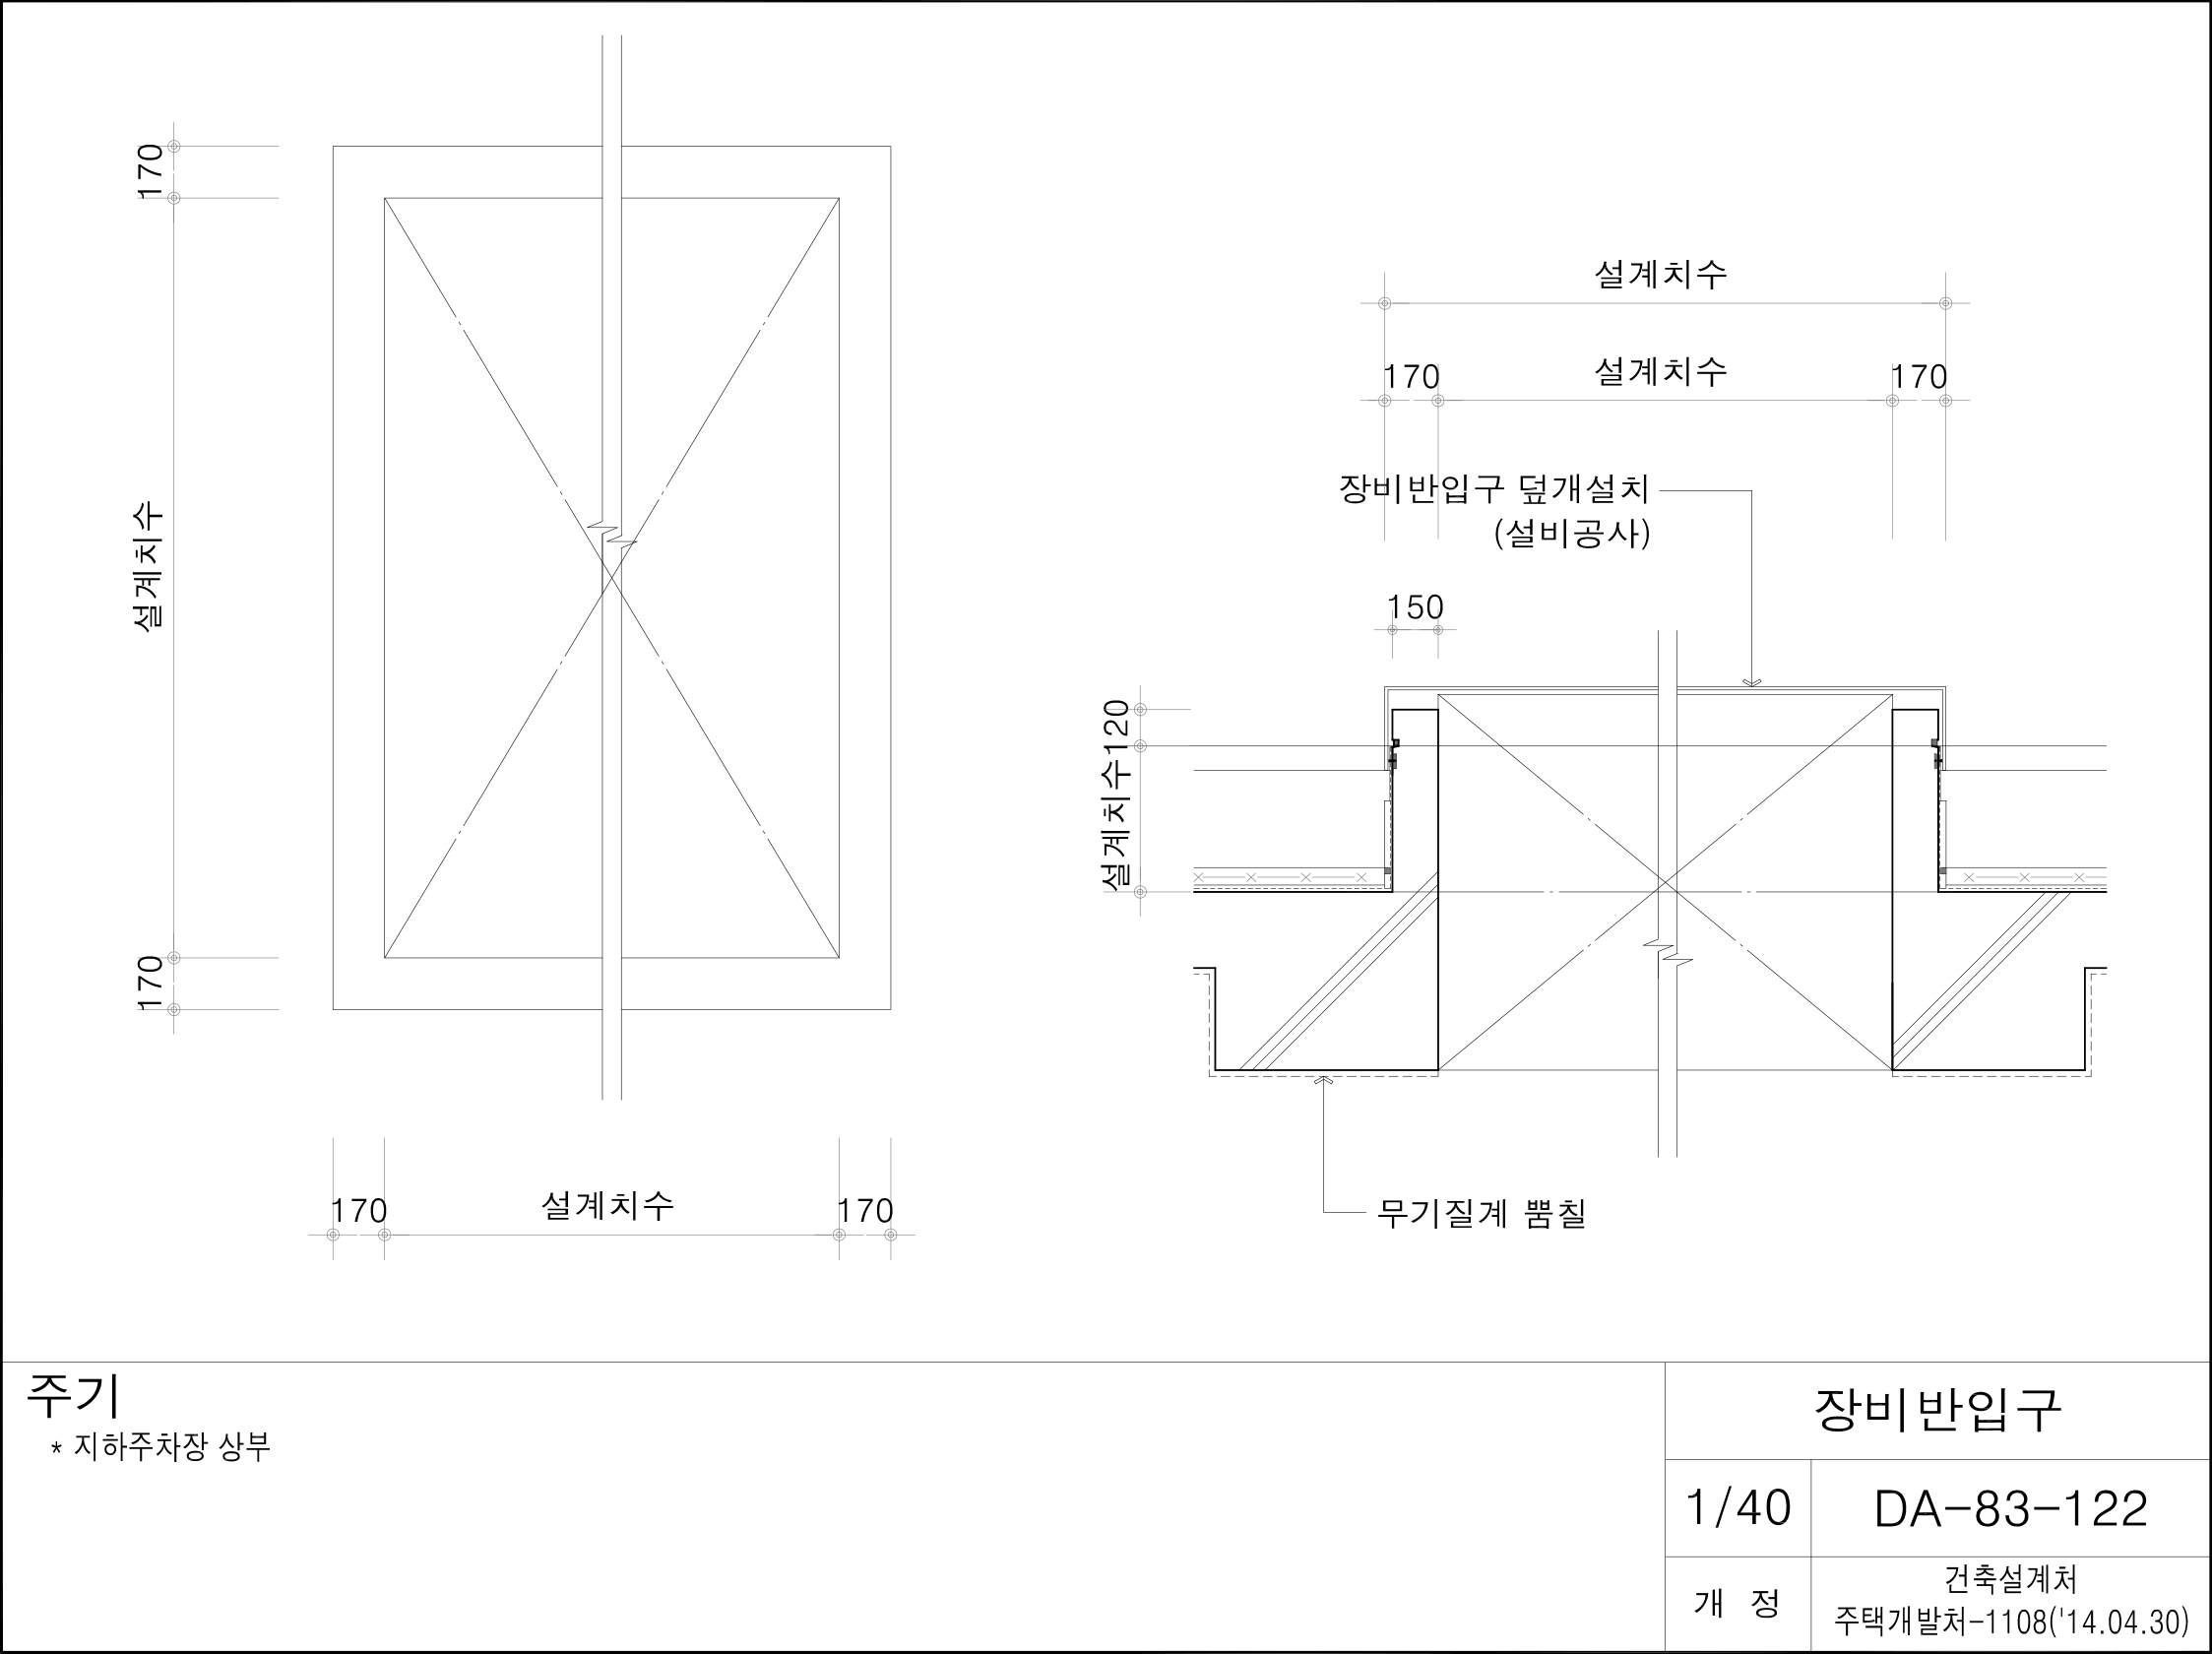 170
설계치수
170
170
설계치수
170
설계치수
170
설계치수
170
장비반입구 덮개설치
(설비공사)
150
120
설계치수
무기질계 뿜칠
주기
* 지하주차장 상부
장비반입구
1/40
DA-83-122
개 정
건축설계처
주택개발처-1108('14.04.30)